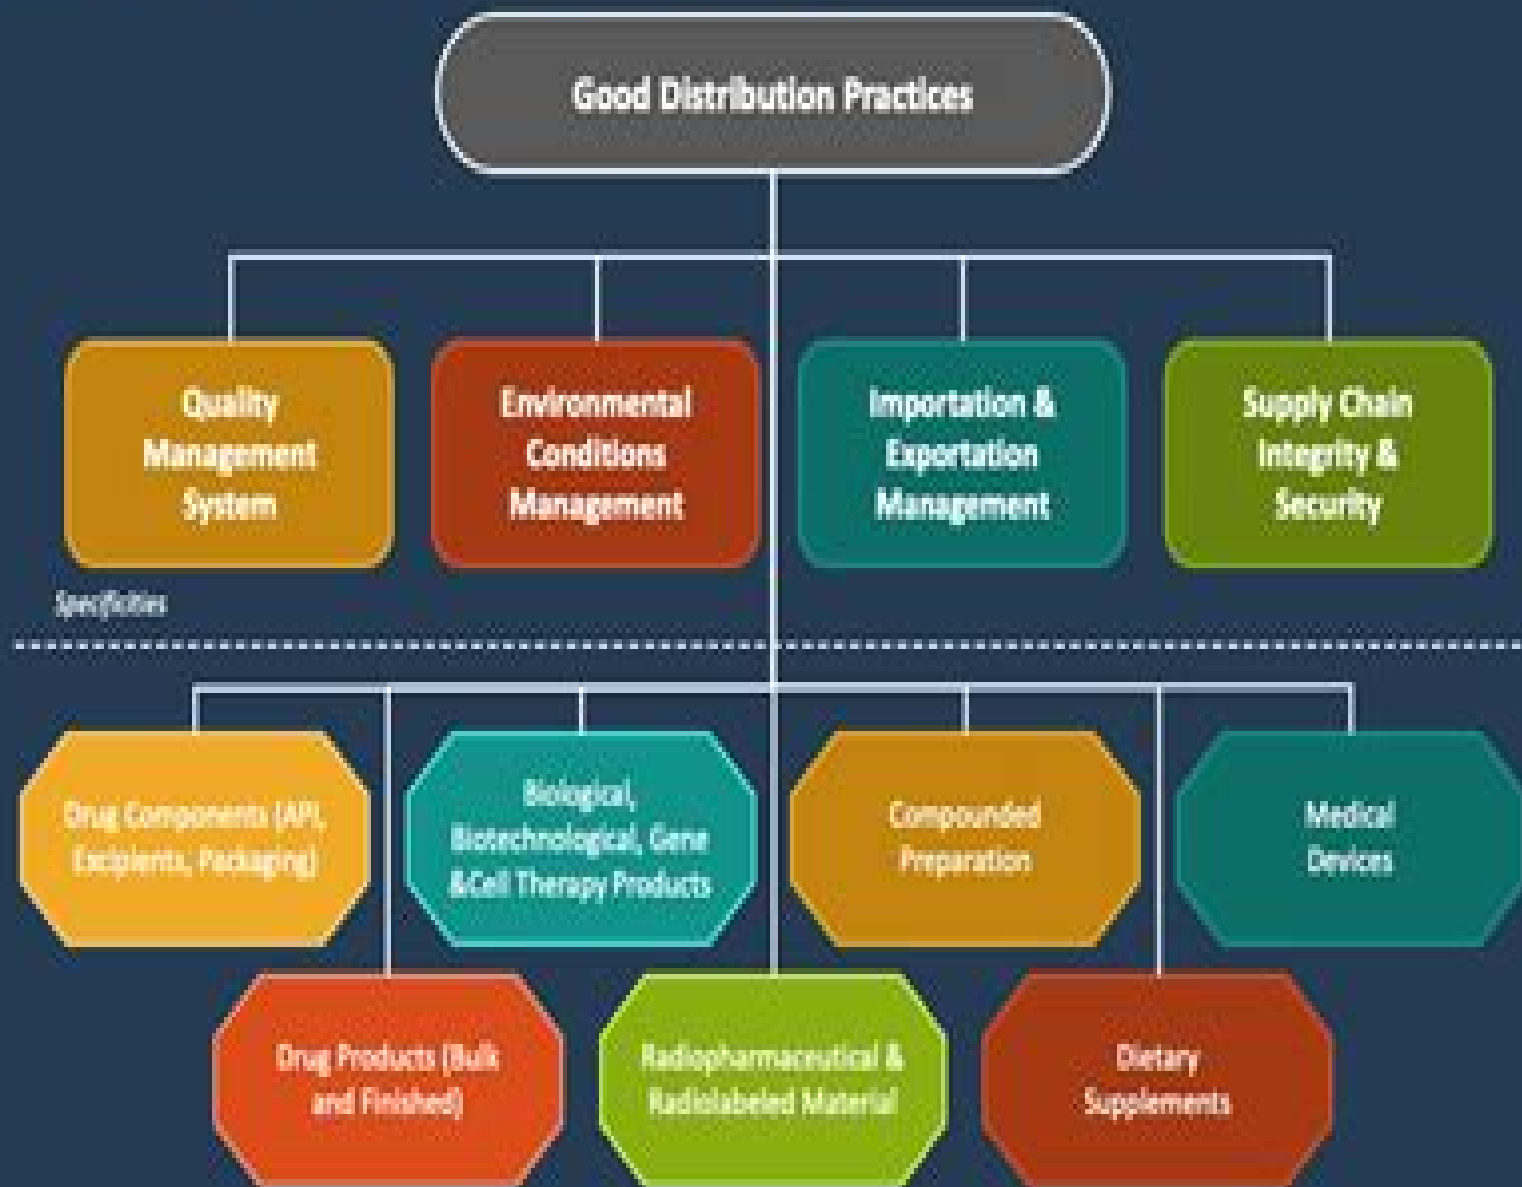 Good Distribution Practices
Quality
Management
System
Environmental
Conditions
Management
Importation &
Exportation
Management
Supply Chain
Integrity &
Security
Specificities
Drug Components (API,
Excipients, Packaging)
Biological,
Biotechnological, Gene
&Cell Therapy Products
Compounded
Preparation
Medical
Devices
Drug Products (Bulk
and Finished)
Radiopharmaceutical &
Radiolabeled Material
Dietary
Supplements